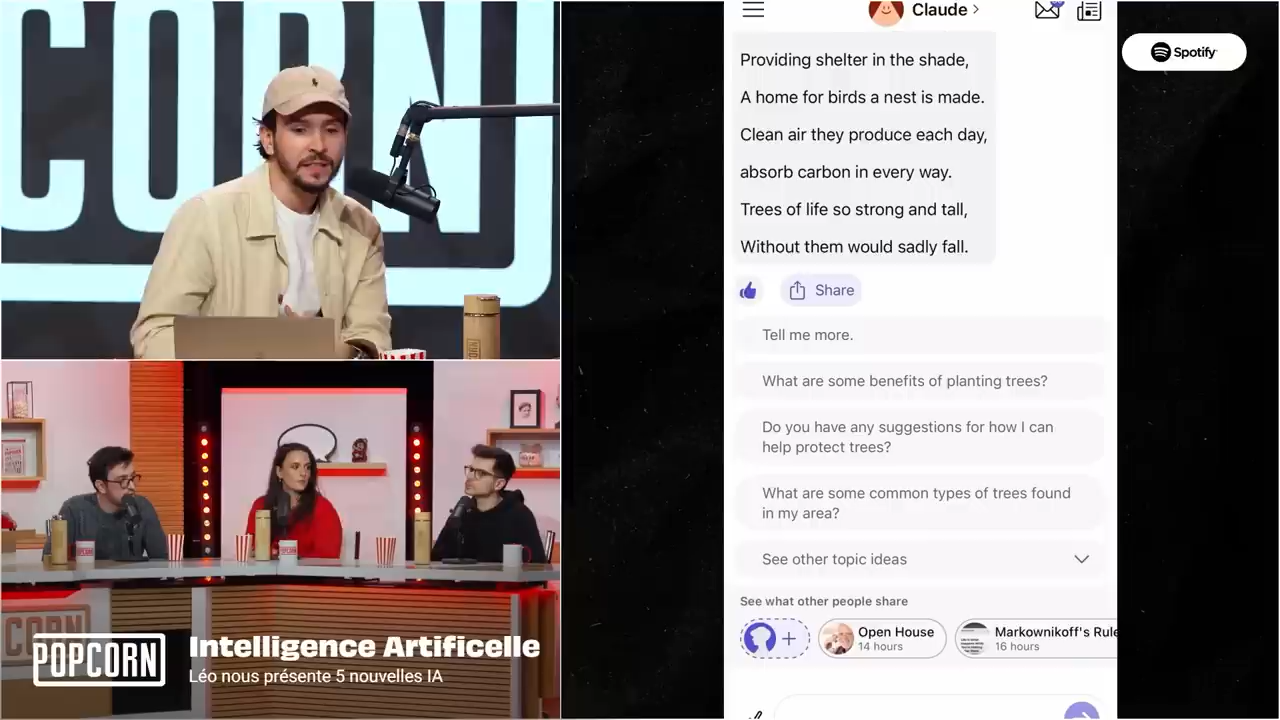 CORN
POPCORN
Intelligence Artificelle
Léo nous présente 5 nouvelles IA
Claude
Providing shelter in the shade,
A home for birds a nest is made.
Clean air they produce each day,
absorb carbon in every way.
Trees of life so strong and tall,
Without them would sadly fall.
Share
Tell me more.
What are some benefits of planting trees?
Do you have any suggestions for how I can
help protect trees?
What are some common types of trees found
in my area?
See other topic ideas
See what other people share
Open House
14 hours
Markownikoff's Rule
16 hours
Spotify